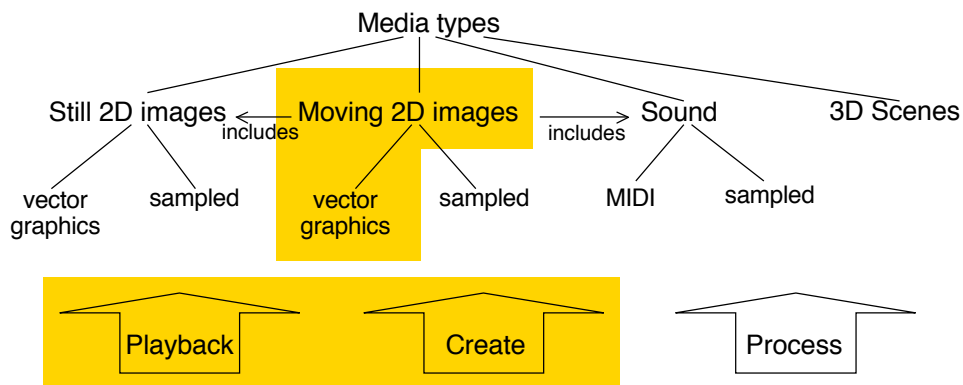 Media types
Still 2D images
includes
Moving 2D images
includes
Sound
3D Scenes
vector
graphics
sampled
vector
graphics
sampled
MIDI
sampled
Playback
Create
Process